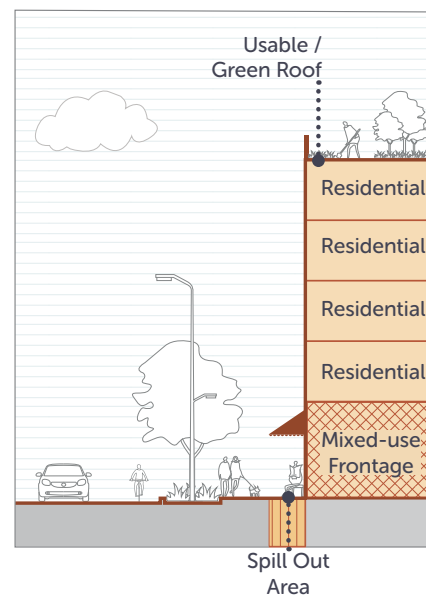 Usable /
Green Roof
Residential
Residential
Residential
Residential
Mixed-use
Frontage
Spill Out
Area